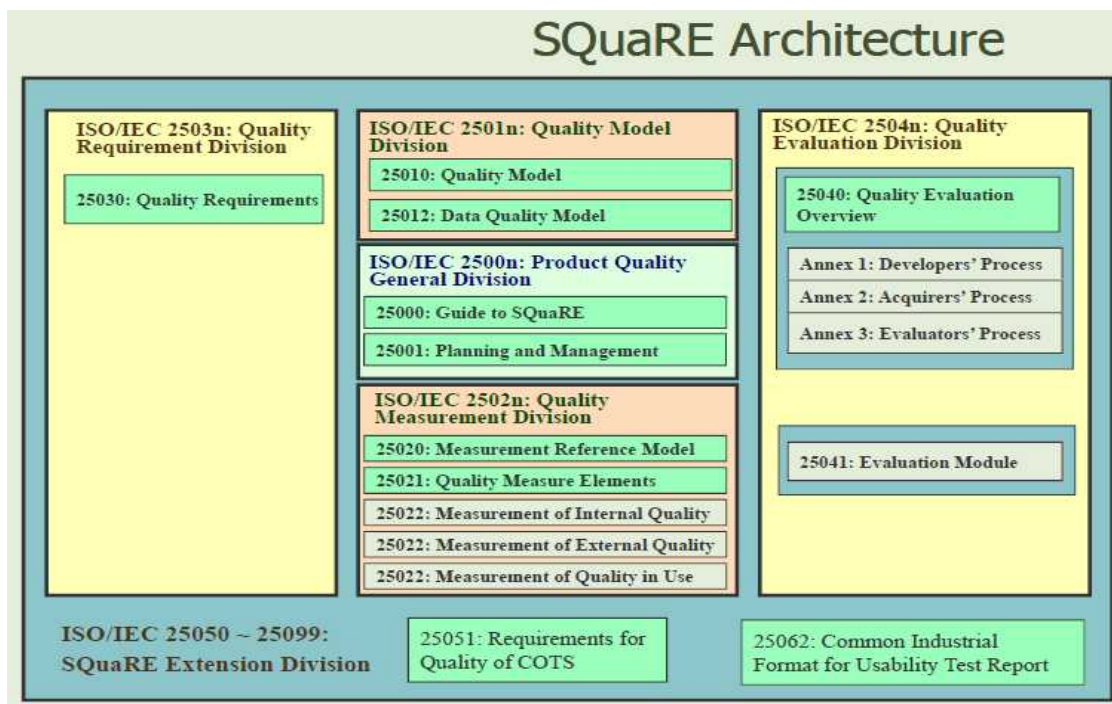 SQuaRE Architecture
ISO/IEC 2503n: Quality
Requirement Division
25030: Quality Requirements
ISO/IEC 2501n: Quality Model
Division
25010: Quality Model
25012: Data Quality Model
ISO/IEC 2500n: Product Quality
General Division
25000: Guide to SQuaRE
25001: Planning and Management
ISO/IEC 2502n: Quality
Measurement Division
25020: Measurement Reference Model
25021: Quality Measure Elements
25022: Measurement of Internal Quality
25022: Measurement of External Quality
25022: Measurement of Quality in Use
ISO/IEC 2504n: Quality
Evaluation Division
25040: Quality Evaluation
Overview
Annex 1: Developers' Process
Annex 2: Acquirers' Process
Annex 3: Evaluators' Process
25041: Evaluation Module
ISO/IEC 25050 ~ 25099:
SQuaRE Extension Division
25051: Requirements for
Quality of COTS
25062: Common Industrial
Format for Usability Test Report